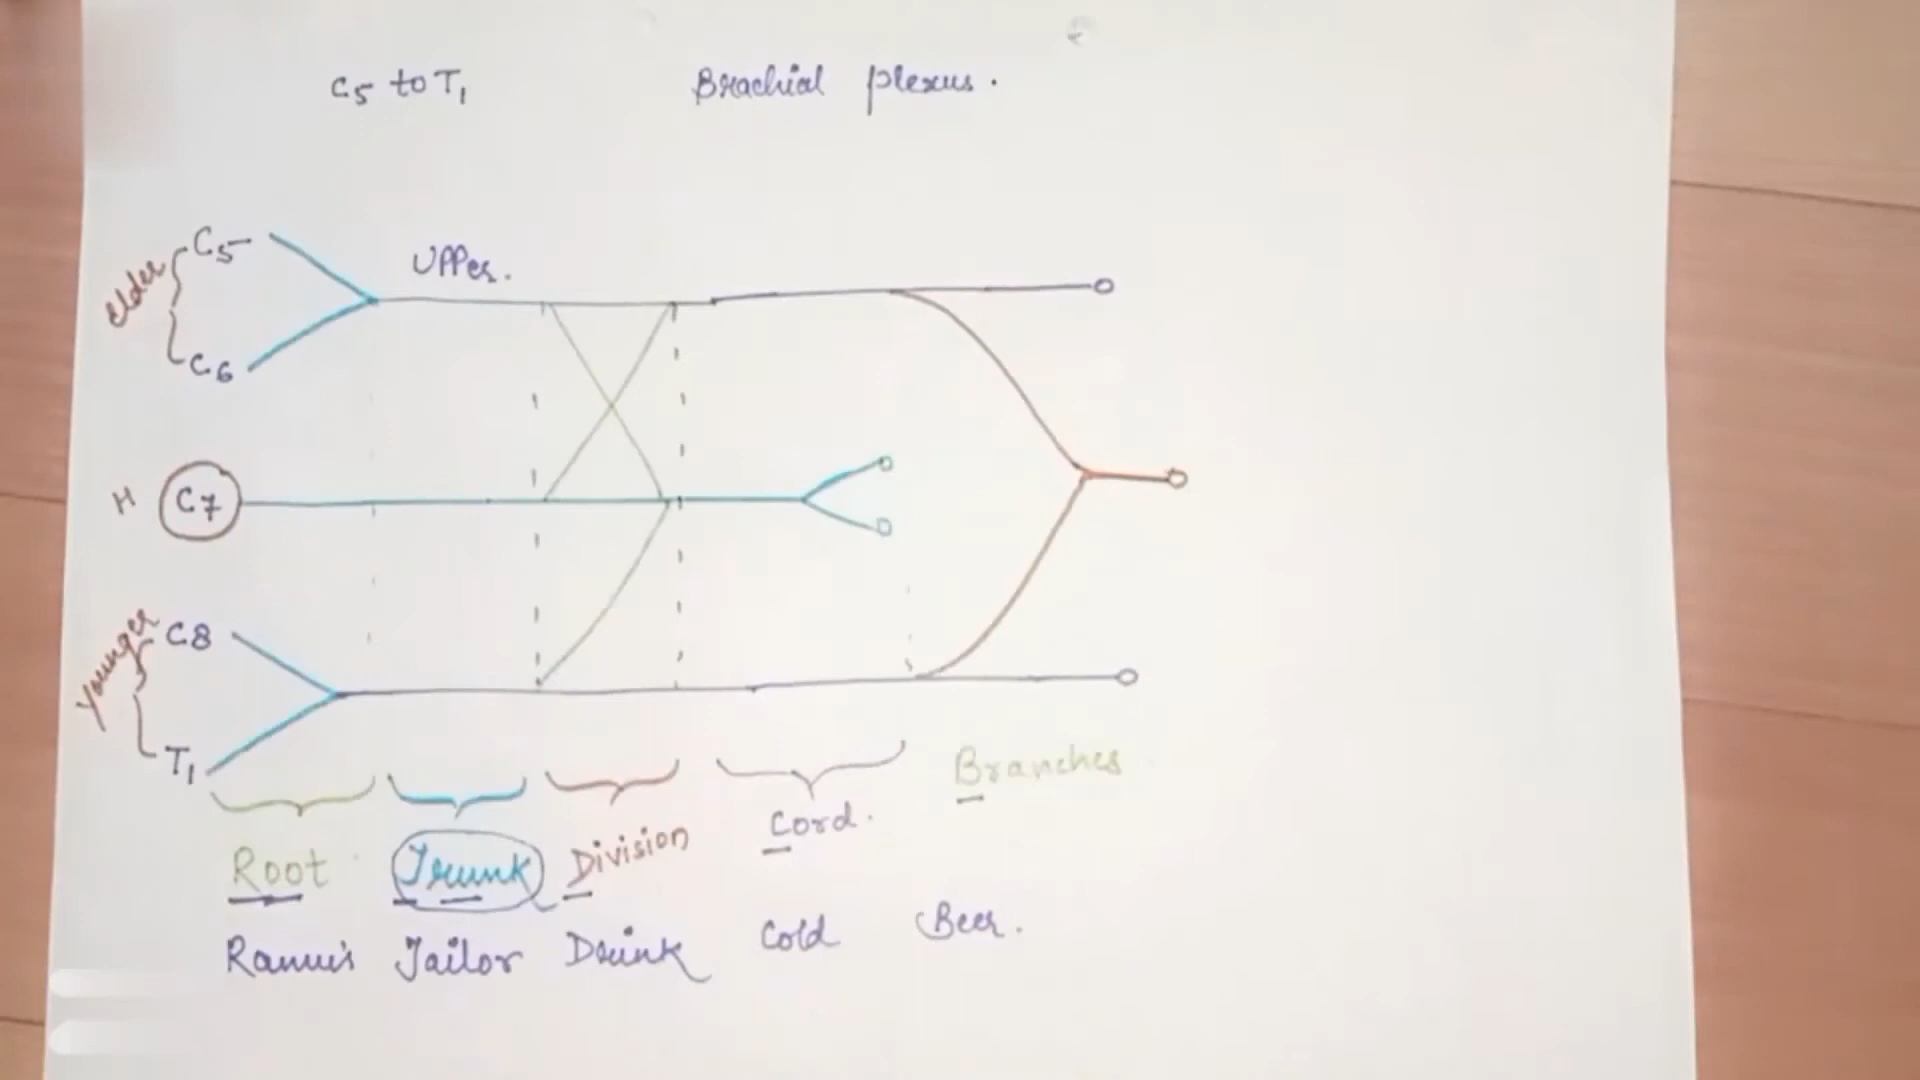 C5 to T1 Brachial plexus.
Elder
C5
Upper.
C6
H
C7
Younger
C8
T1
Branches
Cord.
Root Trunk Division
Ramu's Tailor Drink Cold Beer.